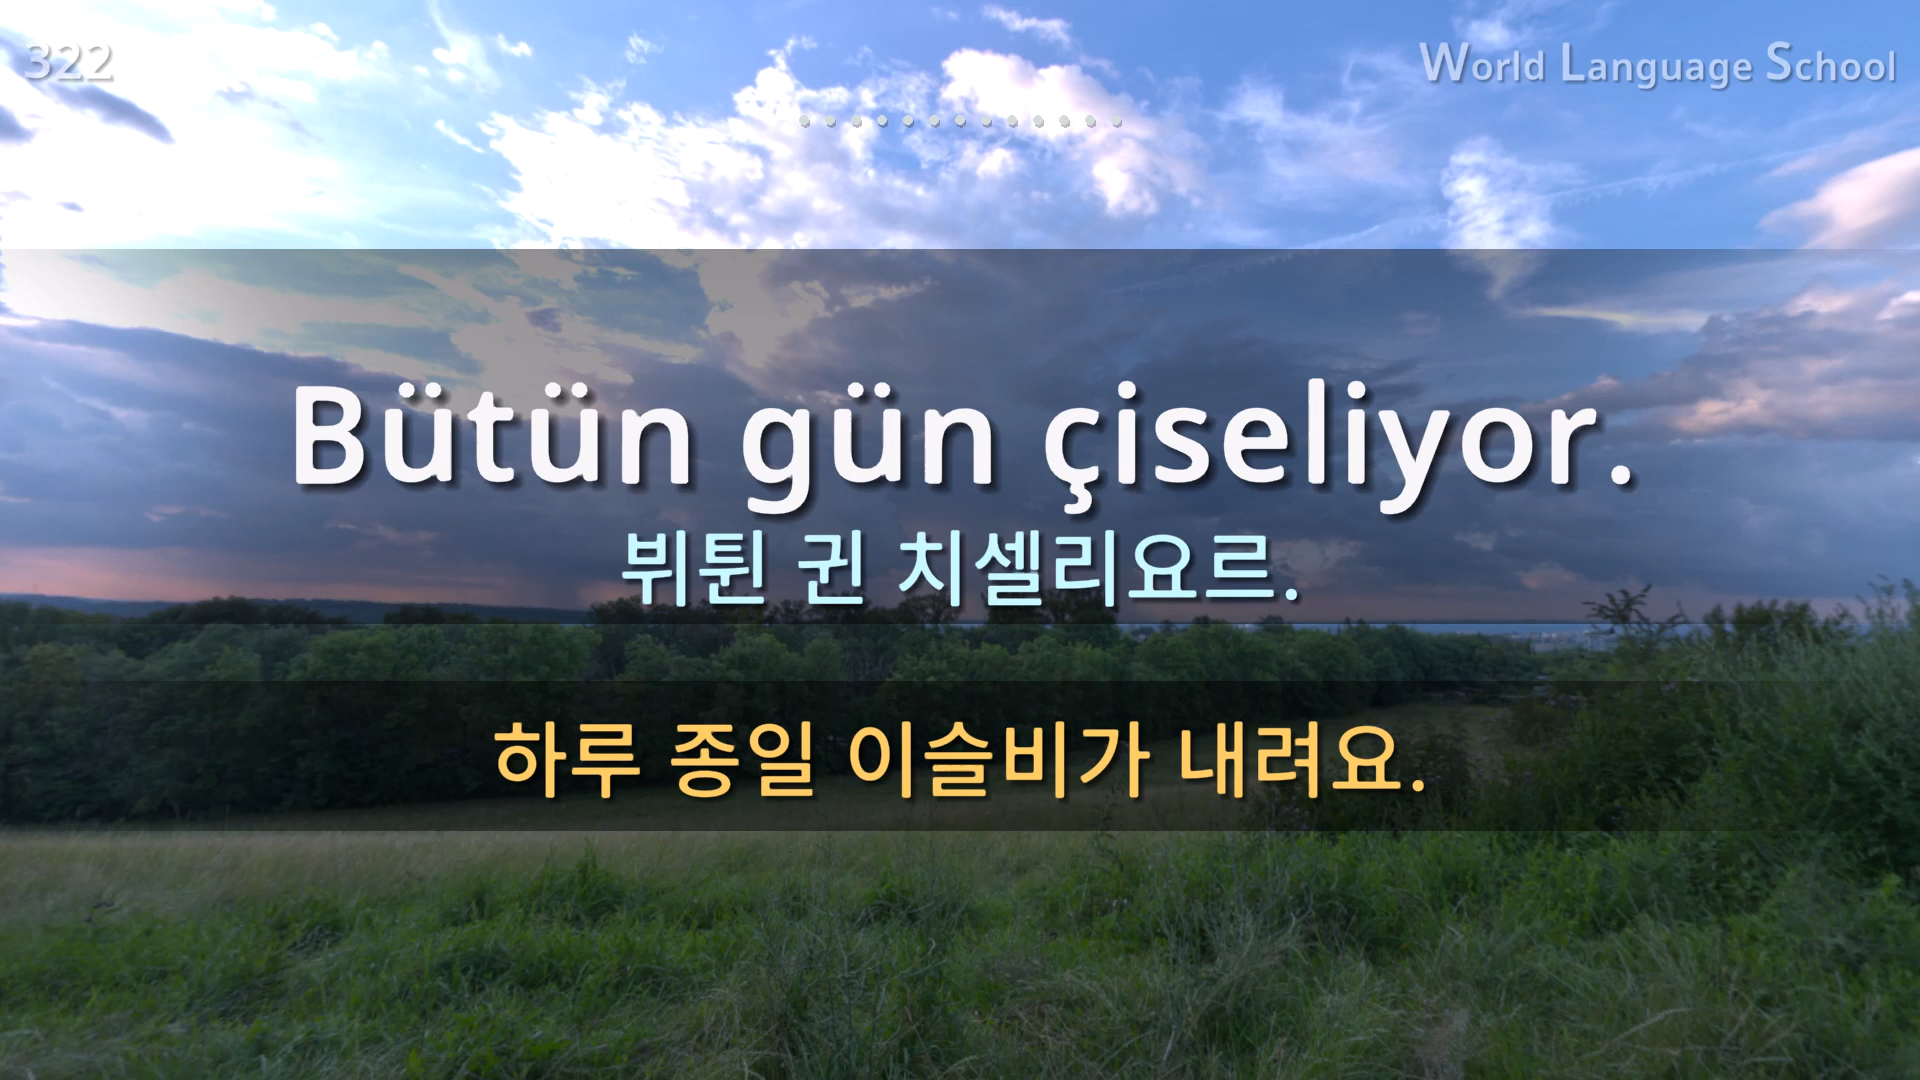 322
World Language School
Bütün gün çiseliyor.
뷔튄 귄 치셀리요르.
하루 종일 이슬비가 내려요.